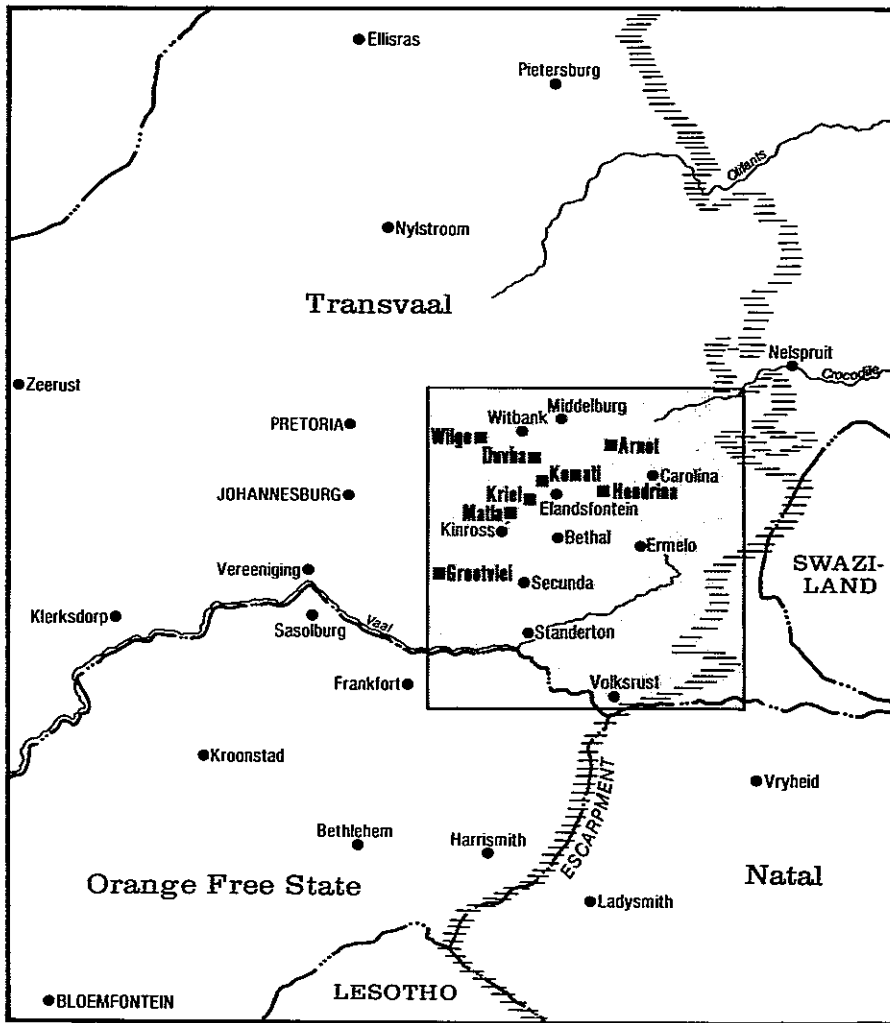 Ellisras
Pietersburg
Olifants
Nylstroom
Transvaal
Nelspruit
Crocodile
Zeerust
Middelburg
Witbank
PRETORIA
Wilge
Arnot
Duvha
Komati
Carolina
JOHANNESBURG
Kriel
Hendrina
Elandsfontein
Matla
Kinross
Bethal
Ermelo
SWAZI-
LAND
Vereeniging
Grootvlei
Secunda
Klerksdorp
Sasolburg
Vaal
Standerton
Frankfort
Volksrust
Kroonstad
Vryheid
ESCARPMENT
Bethlehem
Harrismith
Orange Free State
Natal
Ladysmith
LESOTHO
BLOEMFONTEIN